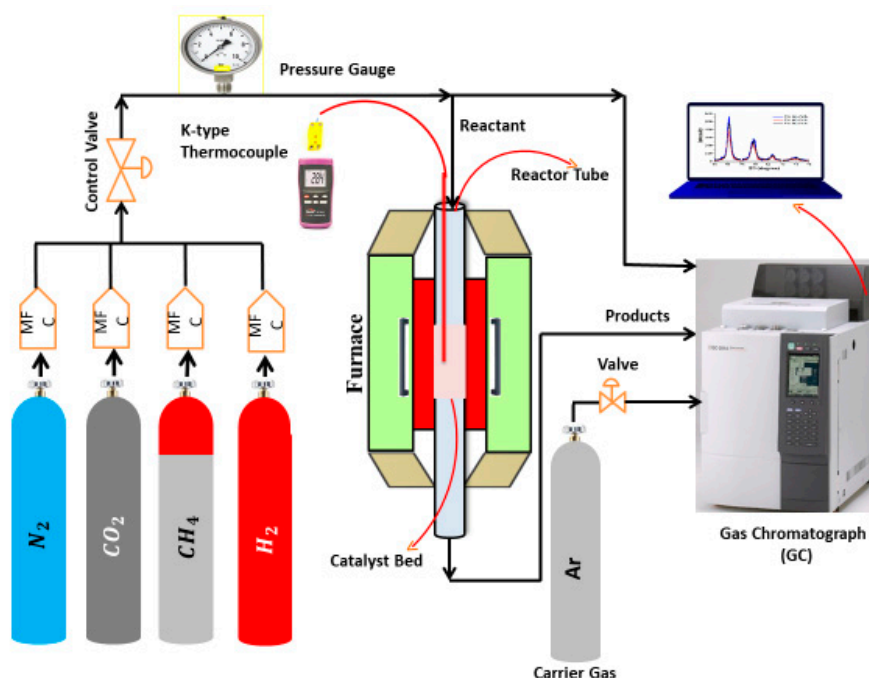 Pressure Gauge
Control Valve
K-type
Thermocouple
Reactant
Reactor Tube
MF
C
MF
C
MF
C
MF
C
Furnace
Products
Valve
N₂
CO₂
CH₄
H₂
Catalyst Bed
Ar
Carrier Gas
Gas Chromatograph
(GC)